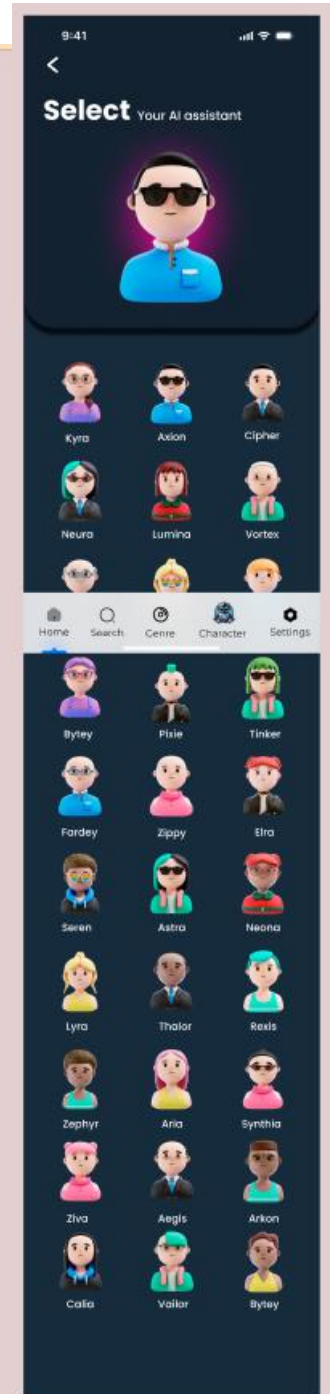 9:41
Select Your AI assistant
Kyra Axion Cipher
Neura Lumina Vortex
Home Search Genre Character Settings
Bytey Pixie Tinker
Fardey Zippy Elra
Seren Astra Neona
Lyra Thalor Rexis
Zephyr Aria Synthia
Ziva Aegis Arkon
Calia Vailor Bytey